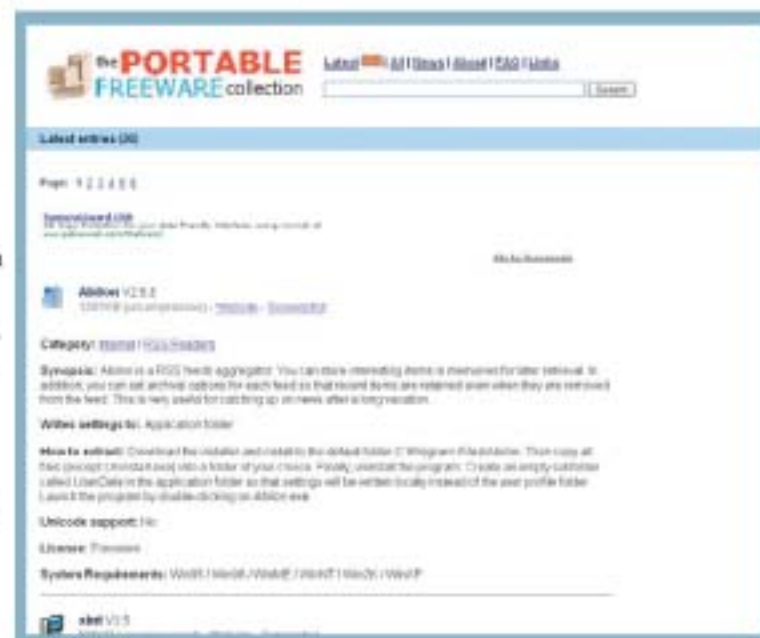 the PORTABLE
FREEWARE collection
Latest | All | News | About | FAQ | Links
Search
Latest entries (30)
Page: 1 2 3 4 5 6
Abilon V2.5.3
(uncompressed) - Website - Screenshot
Category: Internet | RSS Readers
Synopsis: Abilon is a RSS feeds aggregator. You can store interesting items in memories for later retrieval. In
addition, you can set archival options for each feed so that recent items are retained even when they are removed
from the feed. This is very useful for catching up on news after a long vacation.
Writes settings to: Application folder
How to extract: Download the installer and install to the default folder C:\Program Files\Abilon. Then copy all
files (except Uninstall.exe) into a folder of your choice. Finally, uninstall the program. Create an empty subfolder
called UserData in the application folder so that settings will be written locally instead of the user profile folder.
Launch the program by double-clicking on Abilon.exe
Unicode support: No
License: Freeware
System Requirements: Win95 / Win98 / WinME / WinNT / Win2K / WinXP